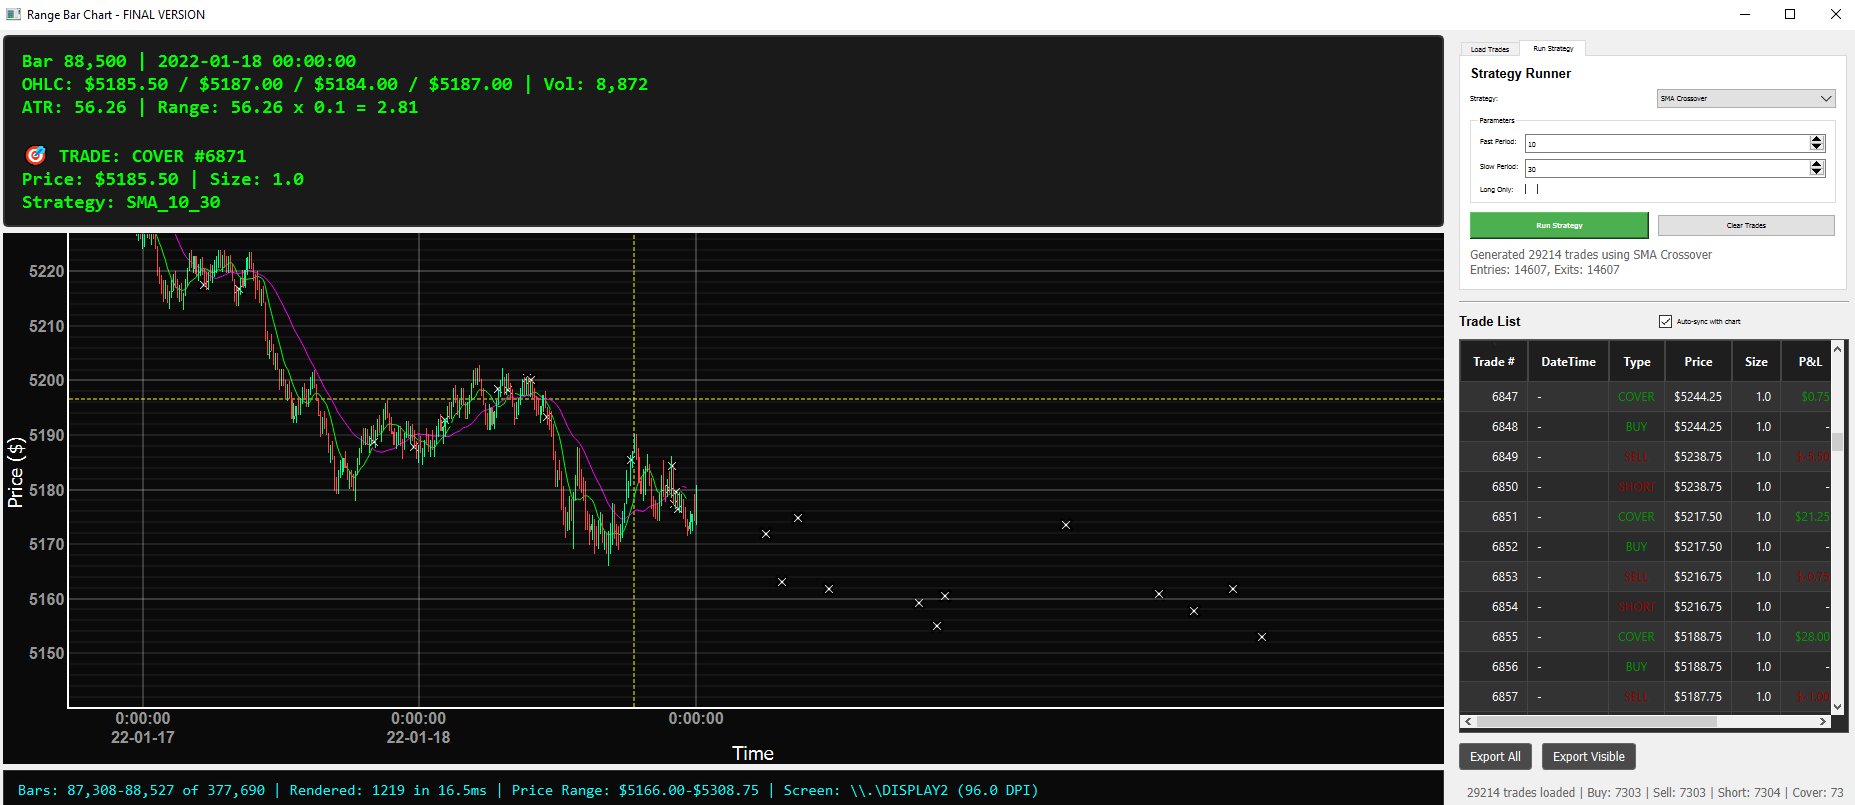 Range Bar Chart - FINAL VERSION
Bar 88,500 | 2022-01-18 00:00:00
OHLC: $5185.50 / $5187.00 / $5184.00 / $5187.00 | Vol: 8,872
ATR: 56.26 | Range: 56.26 x 0.1 = 2.81
TRADE: COVER #6871
Price: $5185.50 | Size: 1.0
Strategy: SMA_10_30
5220
5210
5200
5190
5180
5170
5160
5150
Price ($)
0:00:00 0:00:00 0:00:00
22-01-17 22-01-18
Time
Bars: 87,308-88,527 of 377,690 | Rendered: 1219 in 16.5ms | Price Range: $5166.00-$5308.75 | Screen: \\.\DISPLAY2 (96.0 DPI)
Load Trades Run Strategy
Strategy Runner
Strategy: SMA Crossover
Parameters
Fast Period: 10
Slow Period: 30
Long Only:
Run Strategy Clear Trades
Generated 29214 trades using SMA Crossover
Entries: 14607, Exits: 14607
Trade List Auto-sync with chart
Trade # DateTime Type Price Size P&L
6847 - COVER $5244.25 1.0 $0.75
6848 - BUY $5244.25 1.0 -
6849 - SELL $5238.75 1.0
6850 - SHORT $5238.75 1.0 -
6851 - COVER $5217.50 1.0 $21.25
6852 - BUY $5217.50 1.0 -
6853 - SELL $5216.75 1.0
6854 - SHORT $5216.75 1.0 -
6855 - COVER $5188.75 1.0 $28.00
6856 - BUY $5188.75 1.0 -
6857 - SELL $5187.75 1.0
Export All Export Visible
29214 trades loaded | Buy: 7303 | Sell: 7303 | Short: 7304 | Cover: 73